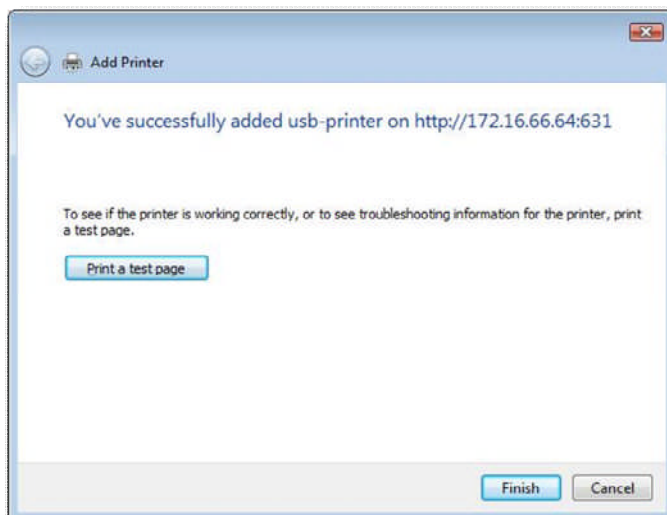 Add Printer
You've successfully added usb-printer on http://172.16.66.64:631
To see if the printer is working correctly, or to see troubleshooting information for the printer, print
a test page.
Print a test page
Finish
Cancel